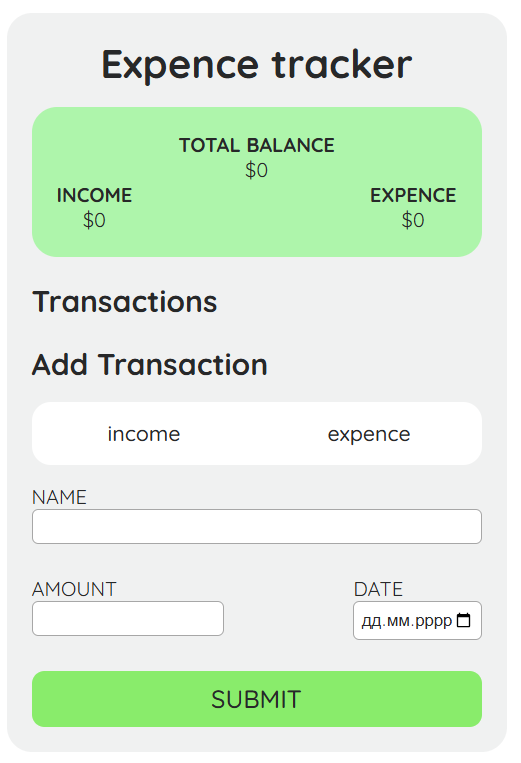 Expence tracker
TOTAL BALANCE
$0
INCOME EXPENCE
$0 $0
Transactions
Add Transaction
income expence
NAME
AMOUNT DATE
дд.мм.рррр
SUBMIT